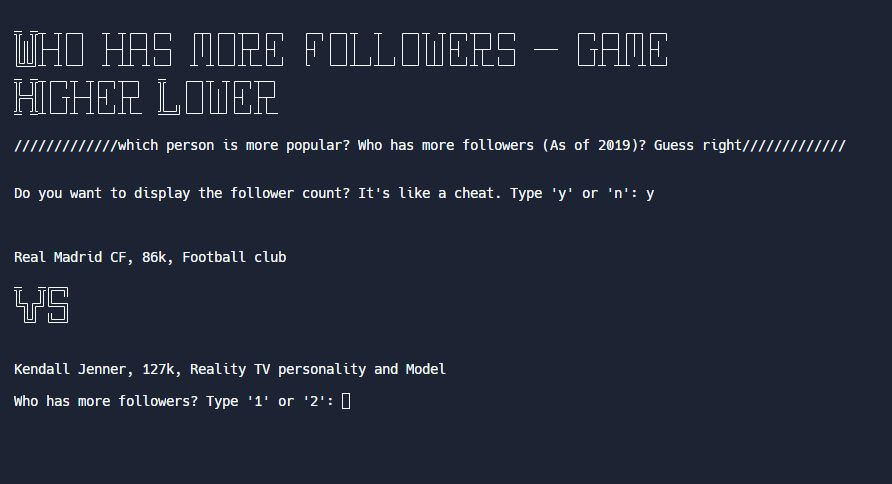 WHO HAS MORE FOLLOWERS - GAME
HIGHER LOWER
/////////////which person is more popular? Who has more followers (As of 2019)? Guess right/////////////
Do you want to display the follower count? It's like a cheat. Type 'y' or 'n': y
Real Madrid CF, 86k, Football club
VS
Kendall Jenner, 127k, Reality TV personality and Model
Who has more followers? Type '1' or '2':